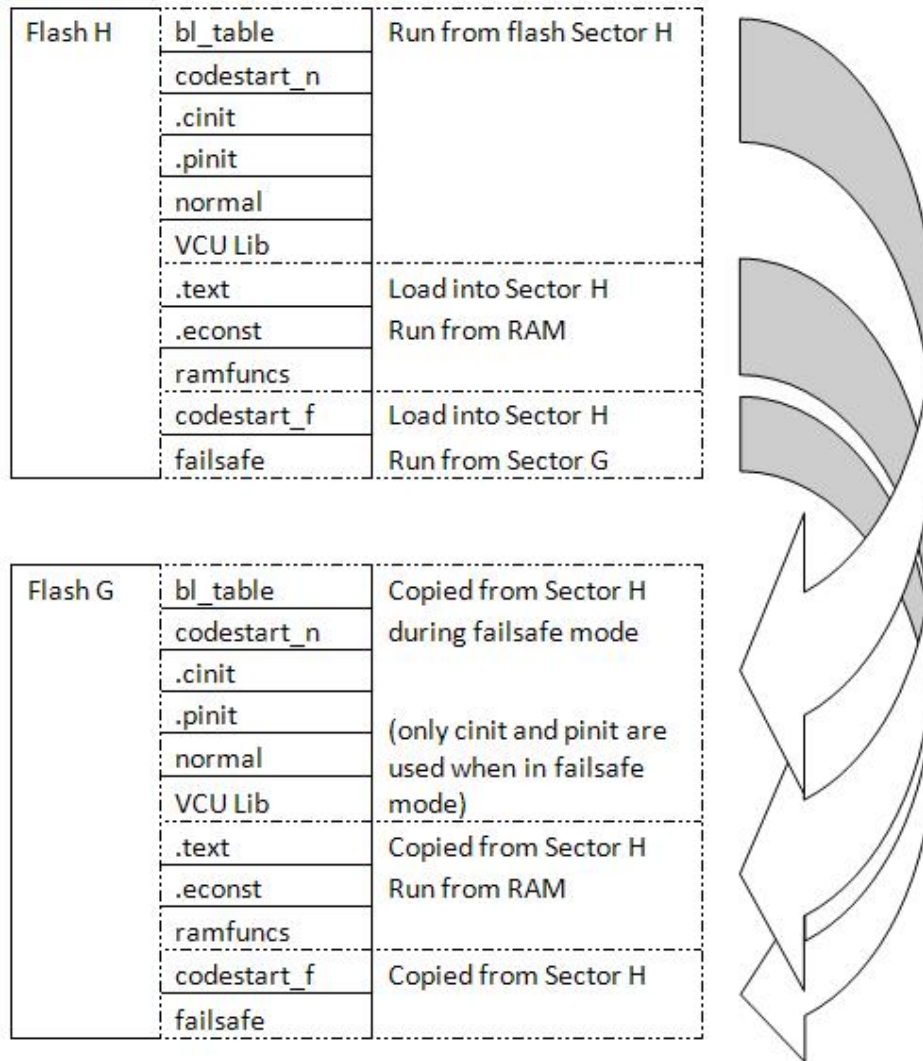 Flash H bl_table Run from flash Sector H
codestart_n
.cinit
.pinit
normal
VCU Lib
.text Load into Sector H
.econst Run from RAM
ramfuncs
codestart_f Load into Sector H
failsafe Run from Sector G
Flash G bl_table Copied from Sector H
codestart_n during failsafe mode
.cinit
.pinit (only cinit and pinit are
normal used when in failsafe
VCU Lib mode)
.text Copied from Sector H
.econst Run from RAM
ramfuncs
codestart_f Copied from Sector H
failsafe